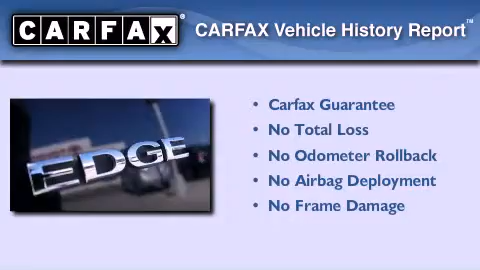 CARFAX® CARFAX Vehicle History Report™
EDGE
• Carfax Guarantee
• No Total Loss
• No Odometer Rollback
• No Airbag Deployment
• No Frame Damage